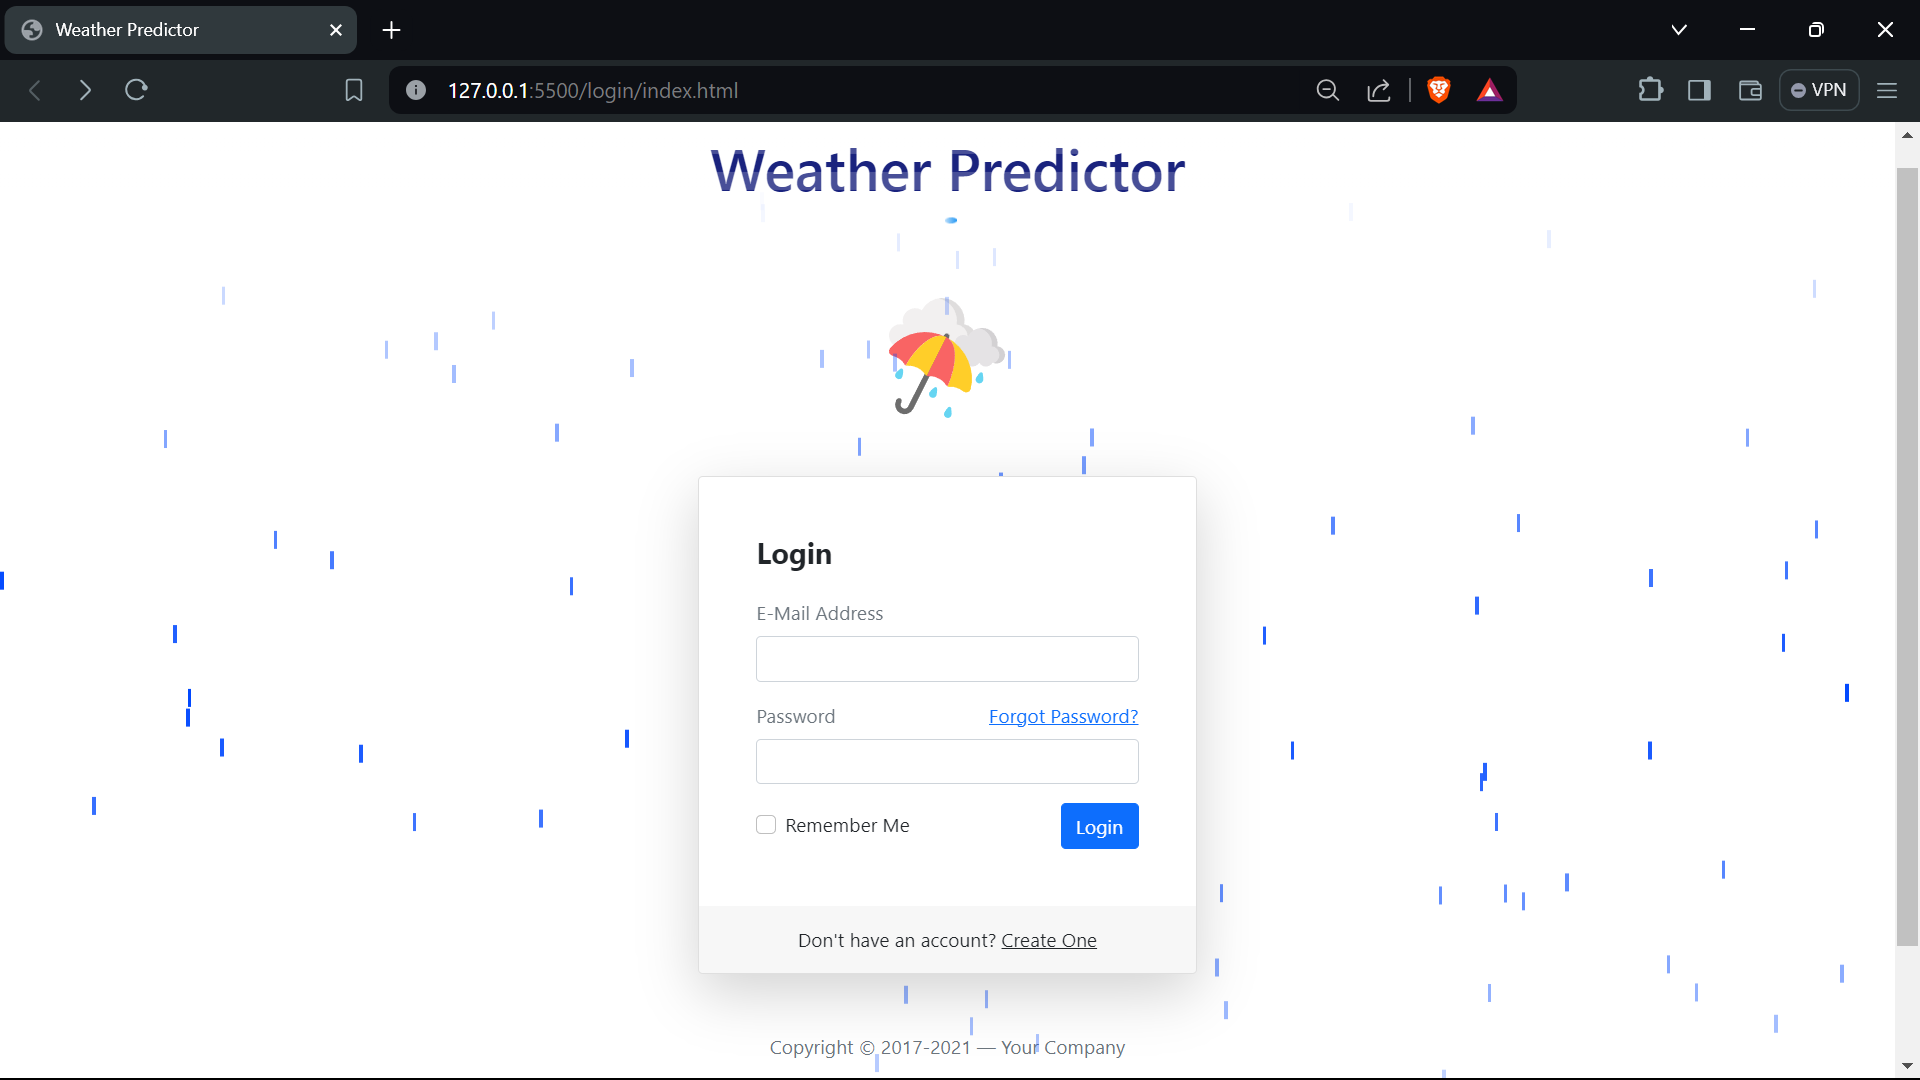 Weather Predictor
127.0.0.1:5500/login/index.html
VPN
Weather Predictor
Login
E-Mail Address
Password
Forgot Password?
Remember Me
Login
Don't have an account? Create One
Copyright © 2017-2021 — Your Company